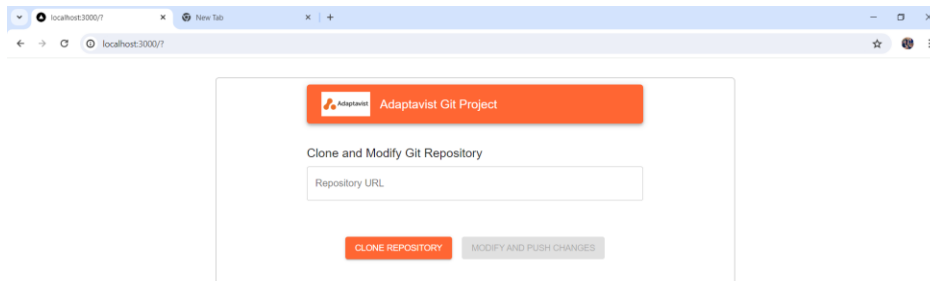 localhost:3000/?
New Tab
localhost:3000/?
Adaptavist
Adaptavist Git Project
Clone and Modify Git Repository
Repository URL
CLONE REPOSITORY
MODIFY AND PUSH CHANGES